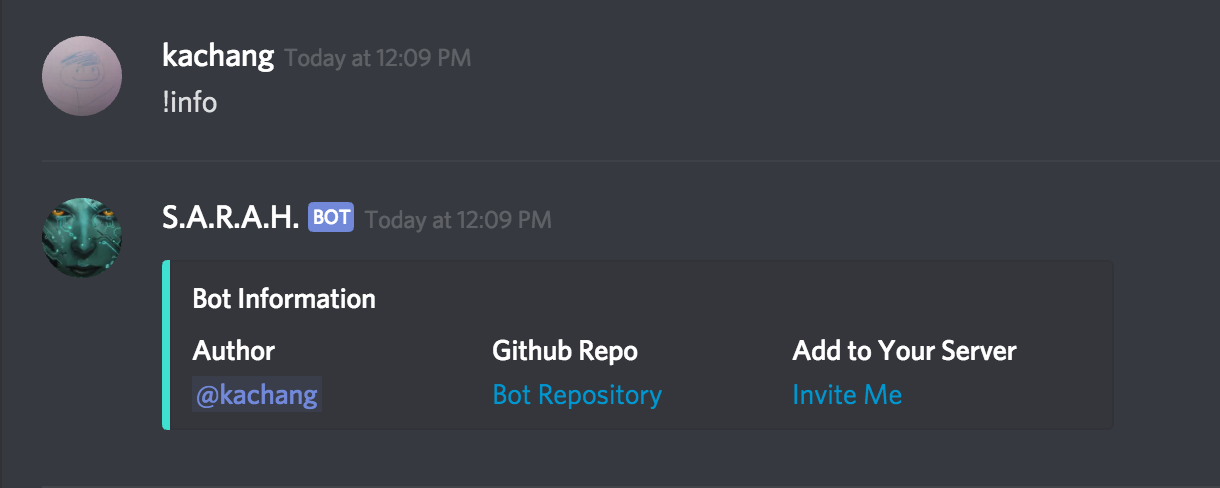 kachang Today at 12:09 PM
!info
S.A.R.A.H. BOT Today at 12:09 PM
Bot Information
Author Github Repo Add to Your Server
@kachang Bot Repository Invite Me